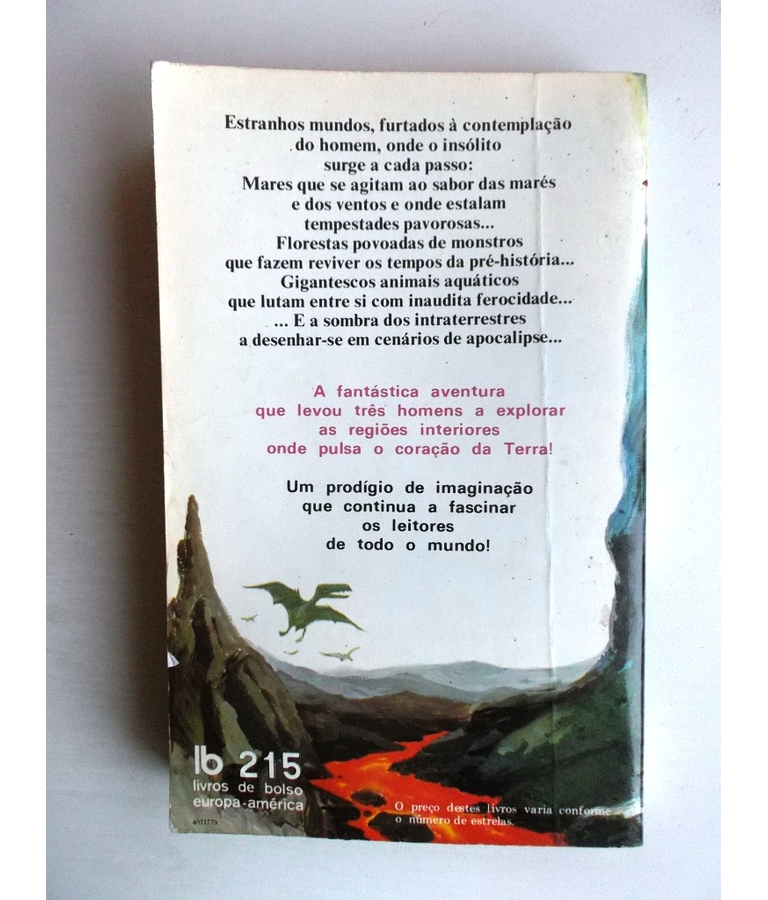 Estranhos mundos, furtados à contemplação
do homem, onde o insólito
surge a cada passo:
Mares que se agitam ao sabor das marés
e dos ventos e onde estalam
tempestades pavorosas...
Florestas povoadas de monstros
que fazem reviver os tempos da pré-história...
Gigantescos animais aquáticos
que lutam entre si com inaudita ferocidade...
... E a sombra dos intraterrestres
a desenhar-se em cenários de apocalipse...
A fantástica aventura
que levou três homens a explorar
as regiões interiores
onde pulsa o coração da Terra!
Um prodígio de imaginação
que continua a fascinar
os leitores
de todo o mundo!
lb 215
livros de bolso
europa-américa
O preço destes livros varia conforme
o número de estrelas.